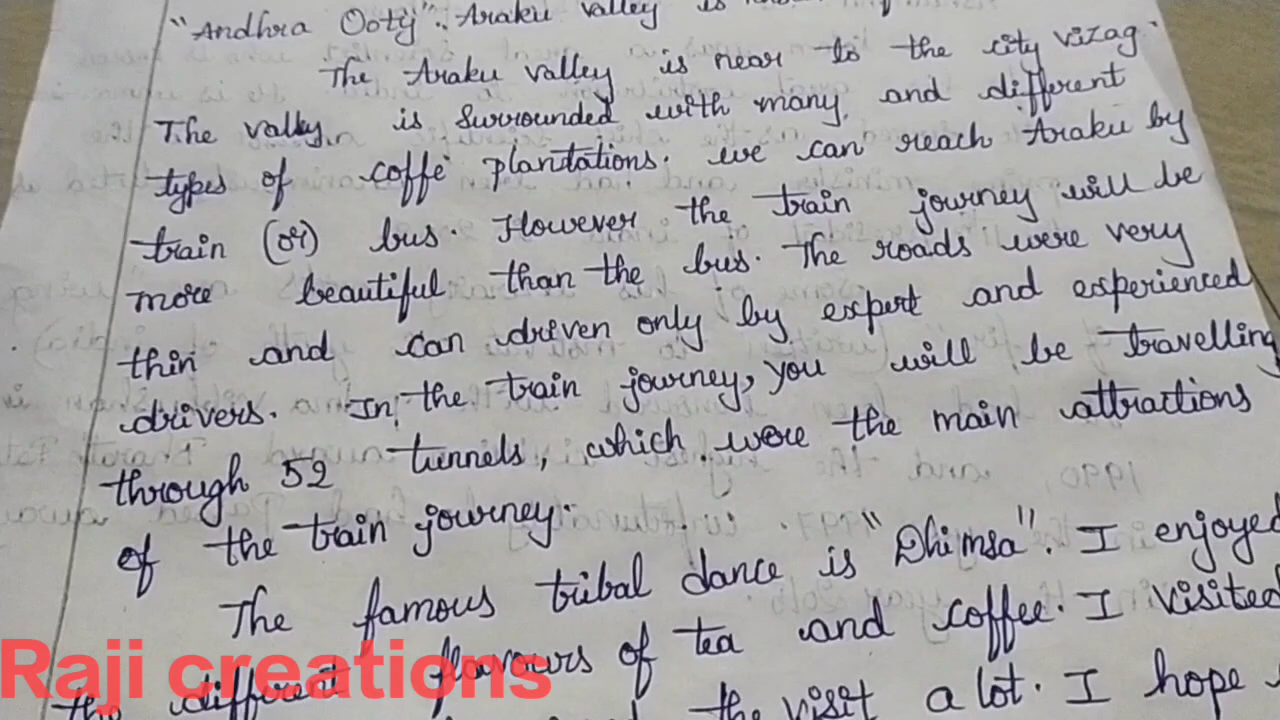 "Andhra Ooty". Araku valley is
The Araku valley is near to the city vizag.
The valley is surrounded with many and different
types of coffe plantations. we can reach Araku by
train (or) bus. However the train journey will be
more beautiful than the bus. The roads were very
thin and can driven only by expert and experienced
drivers. In the train journey, you will be travelling
through 52 tunnels, which were the main attractions
of the train journey.
The famous tribal dance is "Dhimsa". I enjoyed
the different flavours of tea and coffee. I visited
the visit a lot. I hope
Raji creations